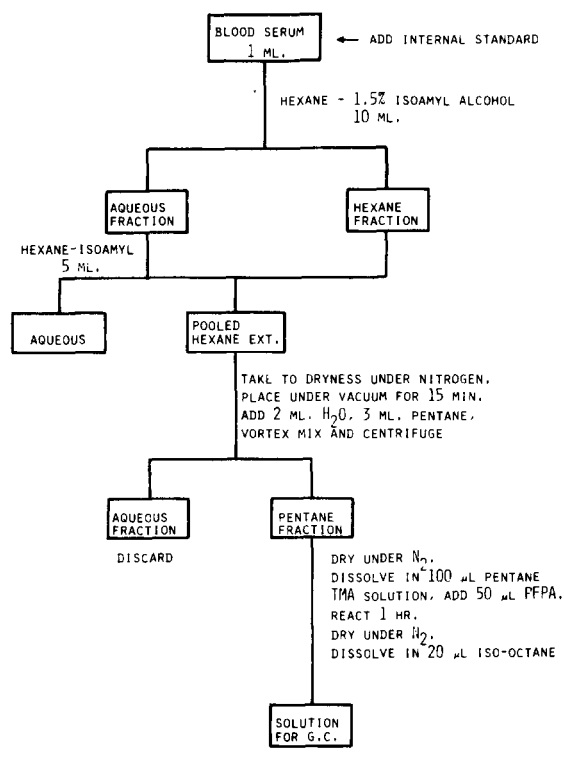 BLOOD SERUM
1 ML.
← ADD INTERNAL STANDARD
HEXANE - 1.5% ISOAMYL ALCOHOL
10 ML.
AQUEOUS
FRACTION
HEXANE
FRACTION
HEXANE-ISOAMYL
5 ML.
AQUEOUS
POOLED
HEXANE EXT.
TAKE TO DRYNESS UNDER NITROGEN.
PLACE UNDER VACUUM FOR 15 MIN.
ADD 2 ML. H2O, 3 ML. PENTANE,
VORTEX MIX AND CENTRIFUGE
AQUEOUS
FRACTION
DISCARD
PENTANE
FRACTION
DRY UNDER N2.
DISSOLVE IN 100 µL PENTANE
TMA SOLUTION, ADD 50 µL PFPA.
REACT 1 HR.
DRY UNDER N2.
DISSOLVE IN 20 µL ISO-OCTANE
SOLUTION
FOR G.C.